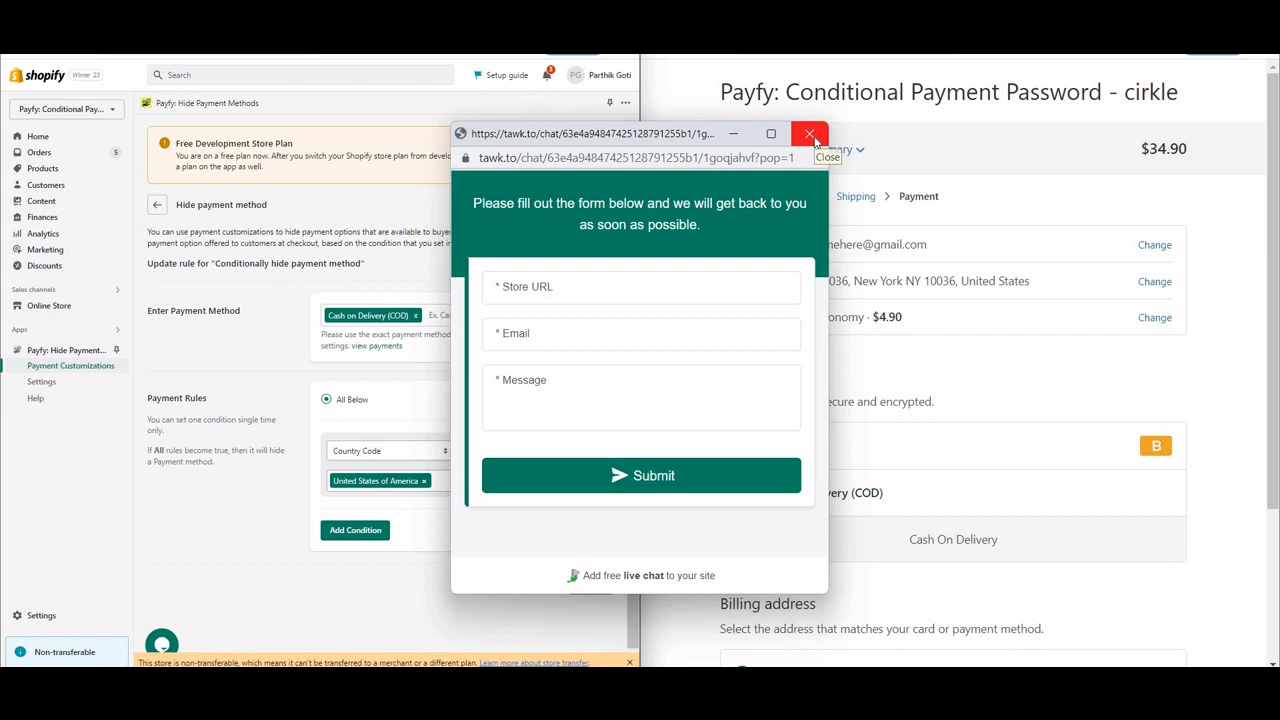 shopify
Winter '23
Search
Setup guide
3
PG
Parthik Goti
Payfy: Conditional Pay...
Home
Orders
5
Products
Customers
Content
Finances
Analytics
Marketing
Discounts
Sales channels
Online Store
Apps
Payfy: Hide Payment...
Payment Customizations
Settings
Help
Settings
Non-transferable
Payfy: Hide Payment Methods
Free Development Store Plan
You are on a free plan now. After you switch your Shopify store plan from
a plan on the app as well.
Hide payment method
You can use payment customizations to hide payment options that are available to
payment option offered to customers at checkout, based on the condition that you set
Update rule for "Conditionally hide payment method"
Enter Payment Method
Cash on Delivery (COD) ×
Ex.
Please use the exact payment
settings. view payments
Payment Rules
You can set one condition single time
only.
If All rules become true, then it will hide
a Payment method.
All Below
Country Code
United States of America ×
Add Condition
This store is non-transferable, which means it can't be transferred to a merchant or a different plan. Learn more about store transfer.
https://tawk.to/chat/63e4a94847425128791255b1/1g...
Close
tawk.to/chat/63e4a94847425128791255b1/1goqjahvf?pop=1
Please fill out the form below and we will get back to you
as soon as possible.
* Store URL
* Email
* Message
Submit
Add free live chat to your site
Payfy: Conditional Payment Password - cirkle
$34.90
Shipping > Payment
mehere@gmail.com
Change
036, New York NY 10036, United States
Change
onomy · $4.90
Change
ecure and encrypted.
B
very (COD)
Cash On Delivery
Billing address
Select the address that matches your card or payment method.